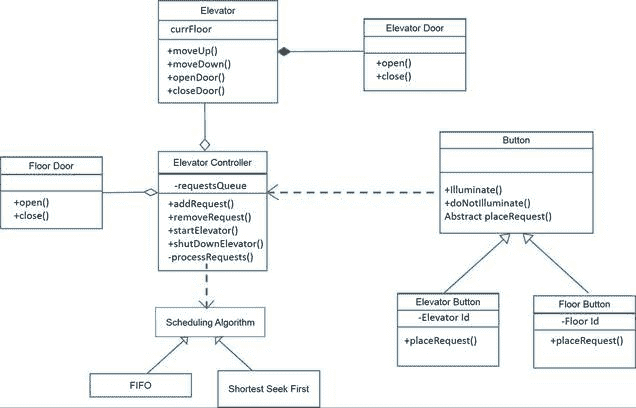 Elevator
currFloor
+moveUp()
+moveDown()
+openDoor()
+closeDoor()
Elevator Door
+open()
+close()
Floor Door
+open()
+close()
Elevator Controller
-requestsQueue
+addRequest()
+removeRequest()
+startElevator()
+shutDownElevator()
-processRequests()
Button
+Illuminate()
+doNotIlluminate()
Abstract placeRequest()
Elevator Button
-Elevator Id
+placeRequest()
Floor Button
-Floor Id
+placeRequest()
Scheduling Algorithm
FIFO
Shortest Seek First